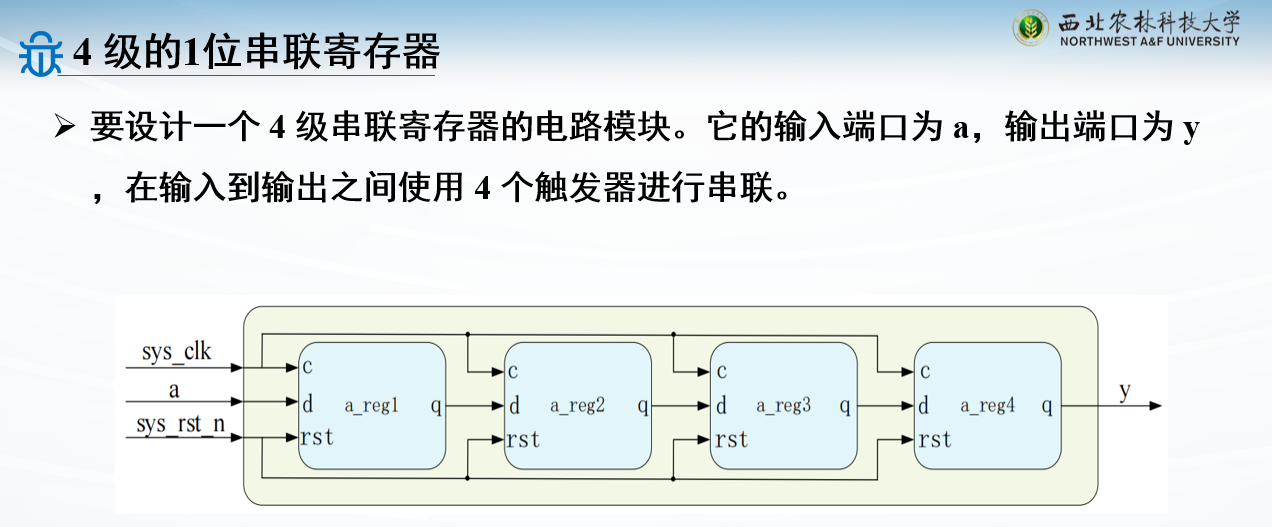 4 级的1位串联寄存器
西北农林科技大学
NORTHWEST A&F UNIVERSITY
➢ 要设计一个 4 级串联寄存器的电路模块。它的输入端口为 a，输出端口为 y
，在输入到输出之间使用 4 个触发器进行串联。
sys_clk
a
sys_rst_n
c
d a_reg1 q
rst
c
d a_reg2 q
rst
c
d a_reg3 q
rst
c
d a_reg4 q
rst
y